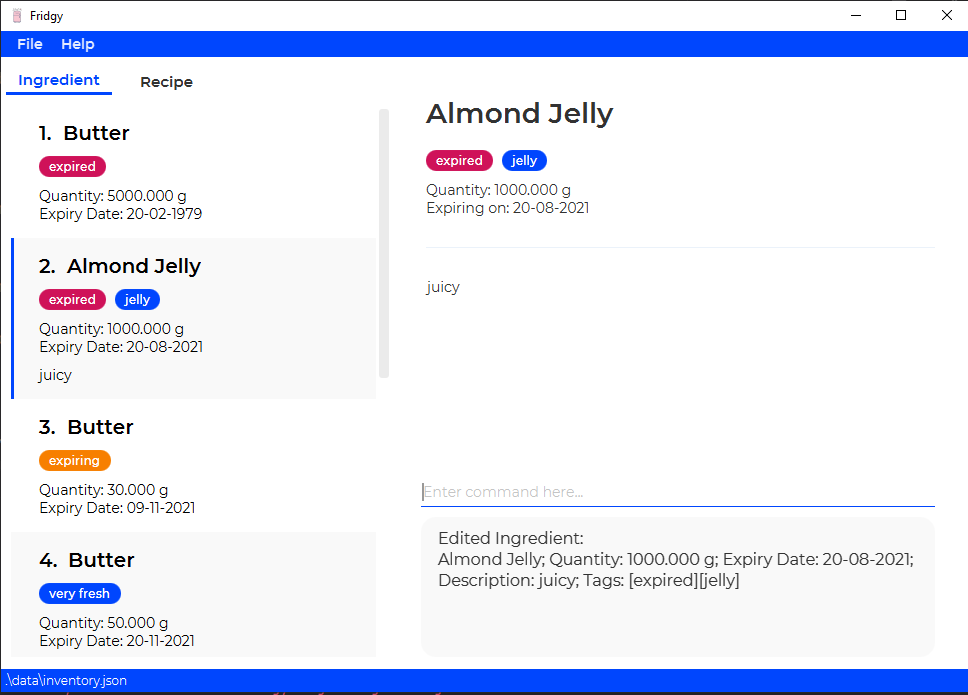 Fridgy
File Help
Ingredient Recipe
1. Butter
expired
Quantity: 5000.000 g
Expiry Date: 20-02-1979
2. Almond Jelly
expired jelly
Quantity: 1000.000 g
Expiry Date: 20-08-2021
juicy
3. Butter
expiring
Quantity: 30.000 g
Expiry Date: 09-11-2021
4. Butter
very fresh
Quantity: 50.000 g
Expiry Date: 20-11-2021
Almond Jelly
expired jelly
Quantity: 1000.000 g
Expiring on: 20-08-2021
juicy
Enter command here...
Edited Ingredient:
Almond Jelly; Quantity: 1000.000 g; Expiry Date: 20-08-2021;
Description: juicy; Tags: [expired][jelly]
.\data\inventory.json